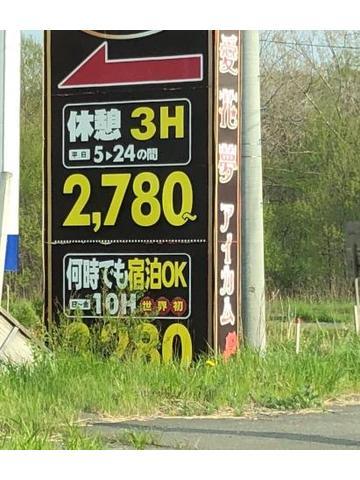 休憩 3H
平日 5▶24の間
2,780~
何時でも宿泊OK
日~金 10H 世界初
愛花夢 アイカム